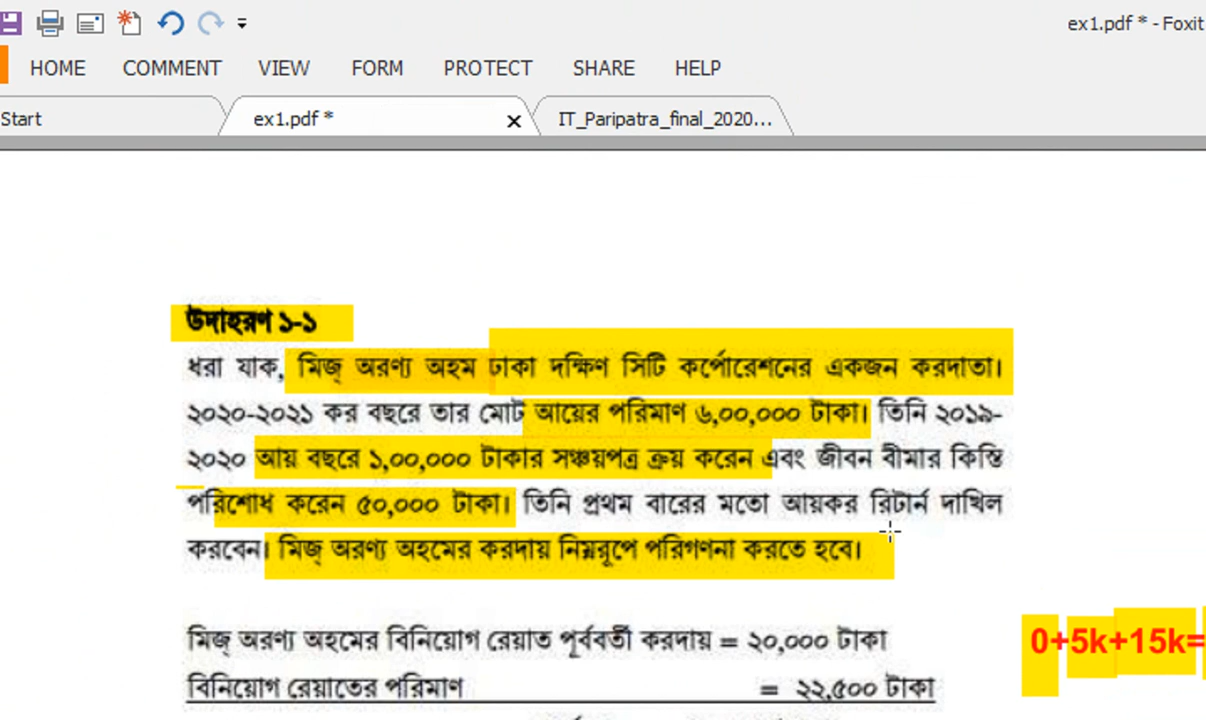 ex1.pdf * - Foxit
HOME COMMENT VIEW FORM PROTECT SHARE HELP
Start ex1.pdf * IT_Paripatra_final_2020...
উদাহরণ ১-১
ধরা যাক, মিজ্ অরণ্য অহম ঢাকা দক্ষিণ সিটি কর্পোরেশনের একজন করদাতা।
২০২০-২০২১ কর বছরে তার মোট আয়ের পরিমাণ ৬,০০,০০০ টাকা। তিনি ২০১৯-
২০২০ আয় বছরে ১,০০,০০০ টাকার সঞ্চয়পত্র ক্রয় করেন এবং জীবন বীমার কিস্তি
পরিশোধ করেন ৫০,০০০ টাকা। তিনি প্রথম বারের মতো আয়কর রিটার্ন দাখিল
করবেন। মিজ্ অরণ্য অহমের করদায় নিম্নরূপে পরিগণনা করতে হবে।
মিজ্ অরণ্য অহমের বিনিয়োগ রেয়াত পূর্ববর্তী করদায় = ২০,০০০ টাকা
0+5k+15k=
বিনিয়োগ রেয়াতের পরিমাণ = ২২,৫০০ টাকা